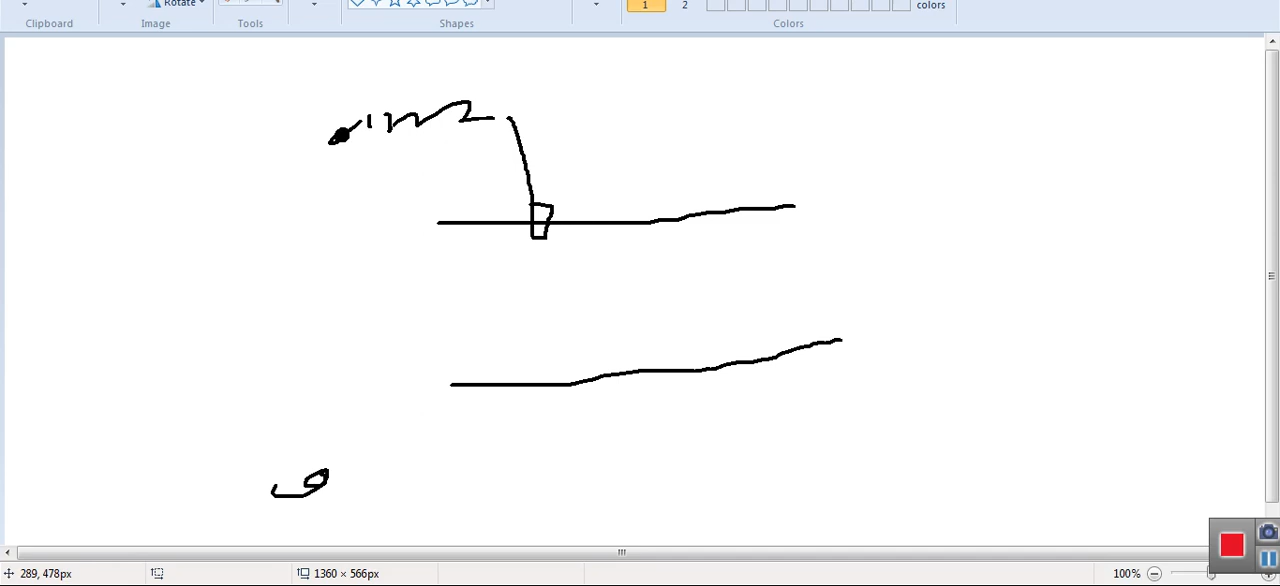 Rotate
1 2 colors
Clipboard Image Tools Shapes Colors
289, 478px 1360 × 566px 100%